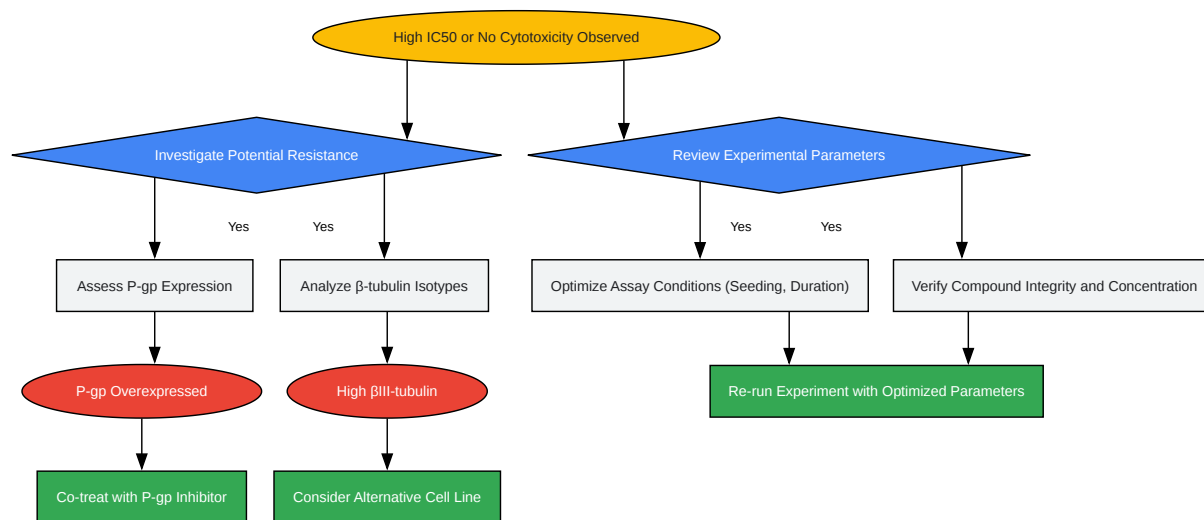 High IC50 or No Cytotoxicity Observed
Investigate Potential Resistance
Review Experimental Parameters
Yes
Yes
Yes
Yes
Assess P-gp Expression
Analyze β-tubulin Isotypes
Optimize Assay Conditions (Seeding, Duration)
Verify Compound Integrity and Concentration
P-gp Overexpressed
High βIII-tubulin
Re-run Experiment with Optimized Parameters
Co-treat with P-gp Inhibitor
Consider Alternative Cell Line